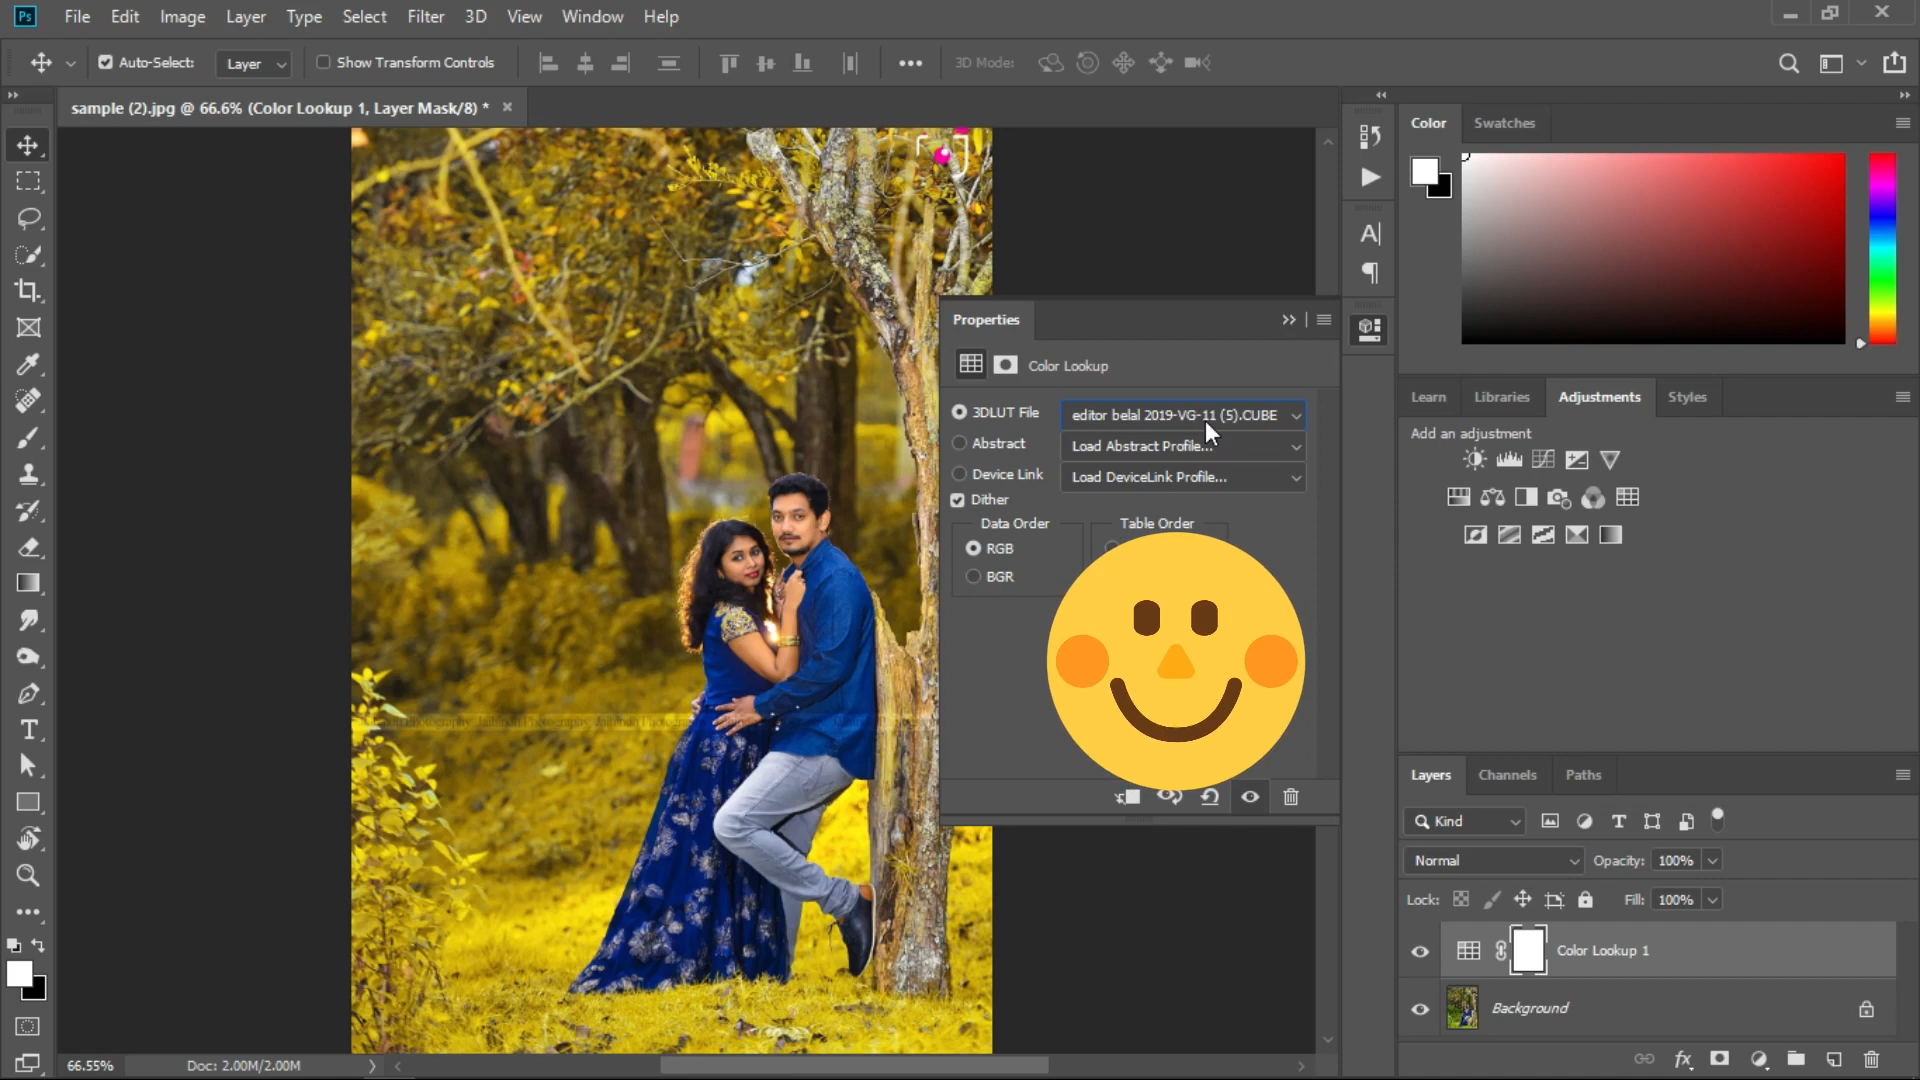 Ps File Edit Image Layer Type Select Filter 3D View Window Help
Auto-Select: Layer Show Transform Controls 3D Mode:
sample (2).jpg @ 66.6% (Color Lookup 1, Layer Mask/8) *
Color Swatches
Properties
Color Lookup
3DLUT File editor belal 2019-VG-11 (5).CUBE
Abstract Load Abstract Profile...
Device Link Load DeviceLink Profile...
Dither
Data Order Table Order
RGB
BGR
Learn Libraries Adjustments Styles
Add an adjustment
Layers Channels Paths
Kind
Normal Opacity: 100%
Lock: Fill: 100%
Color Lookup 1
Background
66.55% Doc: 2.00M/2.00M